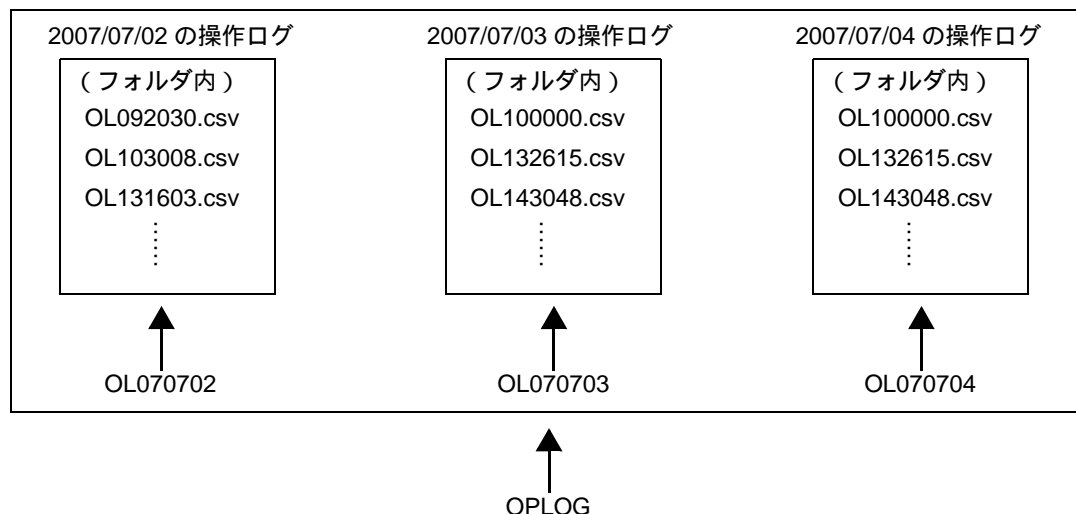 2007/07/02 の操作ログ
(フォルダ内)
OL092030.csv
OL103008.csv
OL131603.csv
OL070702
2007/07/03 の操作ログ
(フォルダ内)
OL100000.csv
OL132615.csv
OL143048.csv
OL070703
2007/07/04 の操作ログ
(フォルダ内)
OL100000.csv
OL132615.csv
OL143048.csv
OL070704
OPLOG